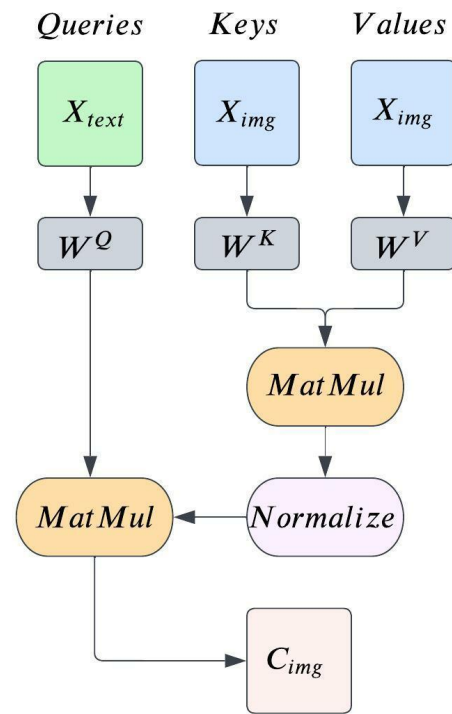 Queries Keys Values
X_text X_img X_img
W^Q W^K W^V
MatMul
MatMul Normalize
C_img